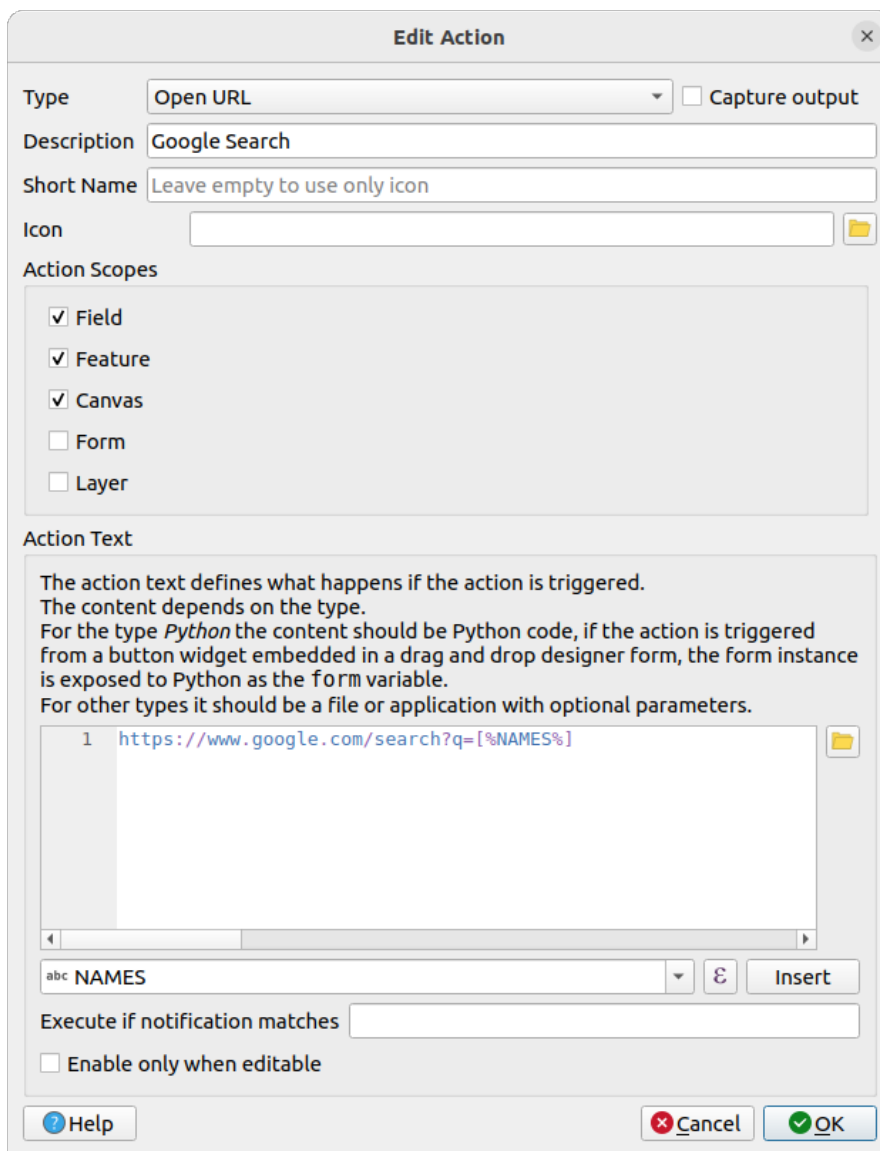 Edit Action
Type Open URL Capture output
Description Google Search
Short Name Leave empty to use only icon
Icon
Action Scopes
Field
Feature
Canvas
Form
Layer
Action Text
The action text defines what happens if the action is triggered.
The content depends on the type.
For the type Python the content should be Python code, if the action is triggered
from a button widget embedded in a drag and drop designer form, the form instance
is exposed to Python as the form variable.
For other types it should be a file or application with optional parameters.
1 https://www.google.com/search?q=[%NAMES%]
abc NAMES ε Insert
Execute if notification matches
Enable only when editable
Help Cancel OK